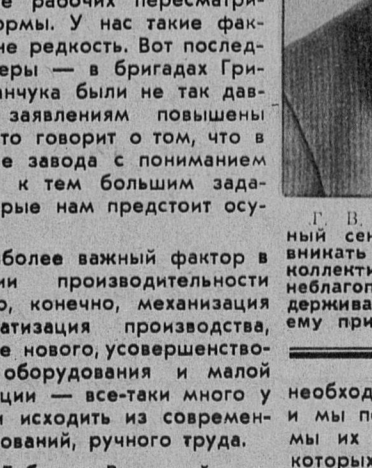 е рабочих пересматри-
ормы. У нас такие фак-
не редкость. Вот послед-
еры — в бригадах Гри-
анчука были не так дав-
заявлениям повышены
то говорит о том, что в
е завода с пониманием
к тем большим зада-
рые нам предстоит осу-
более важный фактор в
ии производительности
о, конечно, механизация
атизация производства,
е нового, усовершенство-
оборудования и малой
ции — все-таки много у
и исходить из современ-
ований, ручного труда.
Г. В.
ный сен
вникать
коллекти
неблагоп
держива
ему при
необход
и мы п
мы их
которых